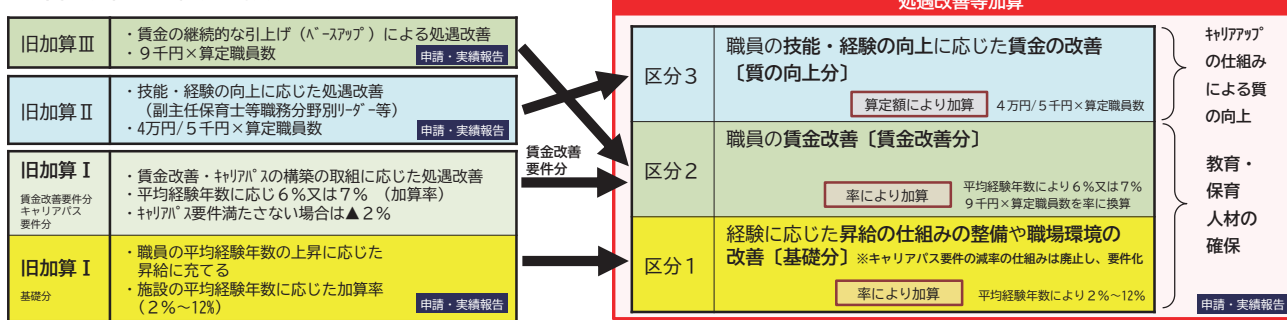 処遇改善等加算
旧加算Ⅲ
・賃金の継続的な引上げ（ﾍﾞｰｽｱｯﾌﾟ）による処遇改善
・９千円×算定職員数
申請・実績報告
旧加算Ⅱ
・技能・経験の向上に応じた処遇改善
（副主任保育士等職務分野別ﾘｰﾀﾞｰ等）
・4万円/５千円×算定職員数
申請・実績報告
旧加算Ⅰ
賃金改善要件分
キャリアパス
要件分
・賃金改善・ｷｬﾘｱﾊﾟｽの構築の取組に応じた処遇改善
・平均経験年数に応じ６％又は７％　（加算率）
・ｷｬﾘｱﾊﾟｽ要件満たさない場合は▲２％
旧加算Ⅰ
基礎分
・職員の平均経験年数の上昇に応じた
昇給に充てる
・施設の平均経験年数に応じた加算率
（２％～12%）
申請・実績報告
賃金改善
要件分
区分３
職員の技能・経験の向上に応じた賃金の改善
〔質の向上分〕
算定額により加算　４万円/５千円×算定職員数
区分２
職員の賃金改善〔賃金改善分〕
率により加算
平均経験年数により６％又は７％
９千円×算定職員数を率に換算
区分１
経験に応じた昇給の仕組みの整備や職場環境の
改善〔基礎分〕※キャリアパス要件の減率の仕組みは廃止し、要件化
率により加算　平均経験年数により２％～12%
ｷｬﾘｱｱｯﾌﾟ
の仕組み
による質
の向上
教育・
保育
人材の
確保
申請・実績報告